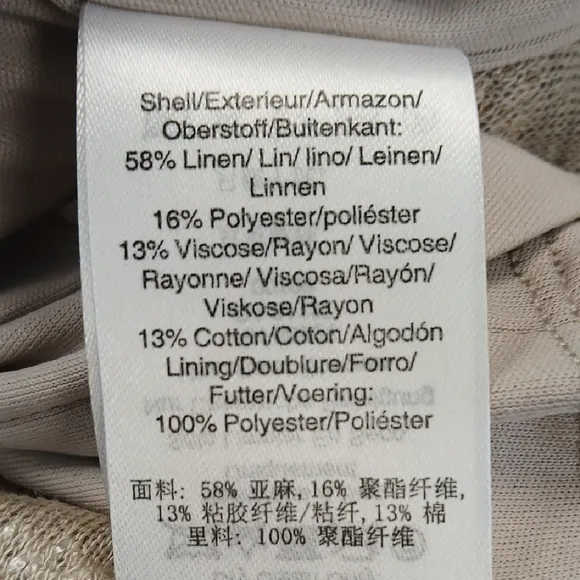 Shell/Exterieur/Armazon/
Oberstoff/Buitenkant:
58% Linen/ Lin/ lino/ Leinen/
Linnen
16% Polyester/poliéster
13% Viscose/Rayon/ Viscose/
Rayonne/ Viscosa/Rayón/
Viskose/Rayon
13% Cotton/Coton/Algodón
Lining/Doublure/Forro/
Futter/Voering:
100% Polyester/Poliéster
面料: 58% 亚麻, 16% 聚酯纤维,
13% 粘胶纤维/粘纤, 13% 棉
里料: 100% 聚酯纤维